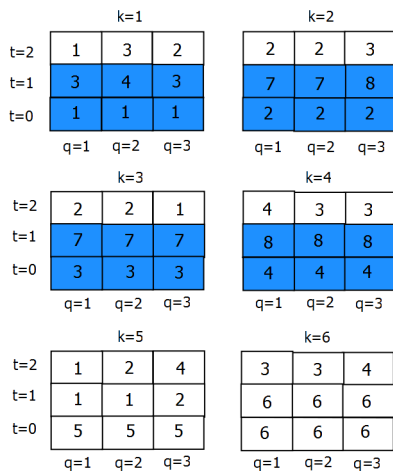 k=1 k=2
t=2 1 3 2 2 2 3
t=1 3 4 3 7 7 8
t=0 1 1 1 2 2 2
q=1 q=2 q=3 q=1 q=2 q=3
k=3 k=4
t=2 2 2 1 4 3 3
t=1 7 7 7 8 8 8
t=0 3 3 3 4 4 4
q=1 q=2 q=3 q=1 q=2 q=3
k=5 k=6
t=2 1 2 4 3 3 4
t=1 1 1 2 6 6 6
t=0 5 5 5 6 6 6
q=1 q=2 q=3 q=1 q=2 q=3